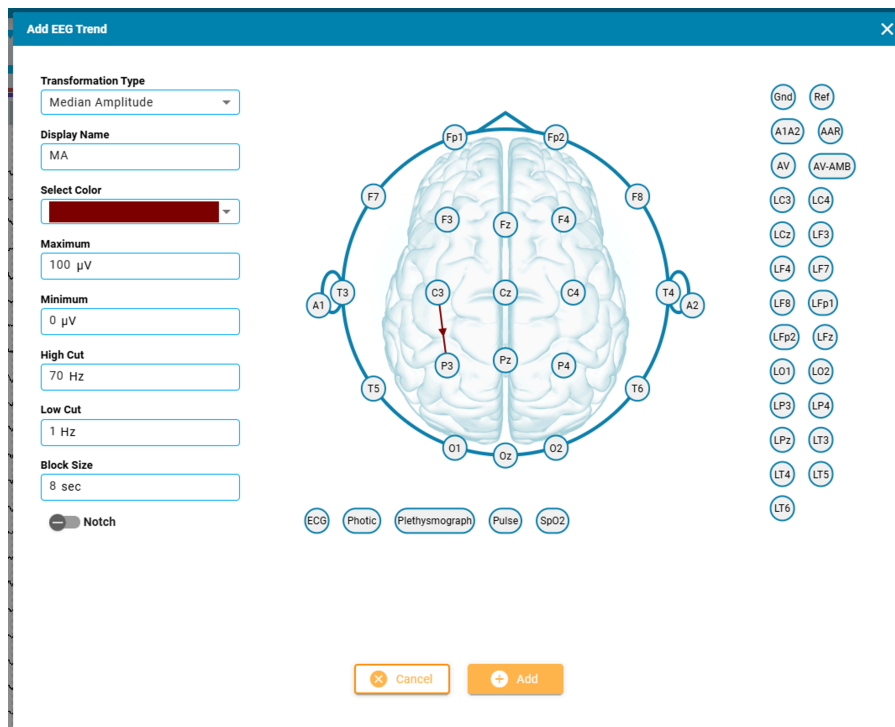 Add EEG Trend
Transformation Type
Median Amplitude
Display Name
MA
Select Color
Maximum
100 µV
Minimum
0 µV
High Cut
70 Hz
Low Cut
1 Hz
Block Size
8 sec
Notch
Fp1 Fp2
F7 F8
F3 Fz F4
A1 T3 C3 Cz C4 T4 A2
P3 Pz P4
T5 T6
O1 Oz O2
ECG Photic Plethysmograph Pulse SpO2
Gnd Ref
A1A2 AAR
AV AV-AMB
LC3 LC4
LCz LF3
LF4 LF7
LF8 LFp1
LFp2 LFz
LO1 LO2
LP3 LP4
LPz LT3
LT4 LT5
LT6
Cancel Add